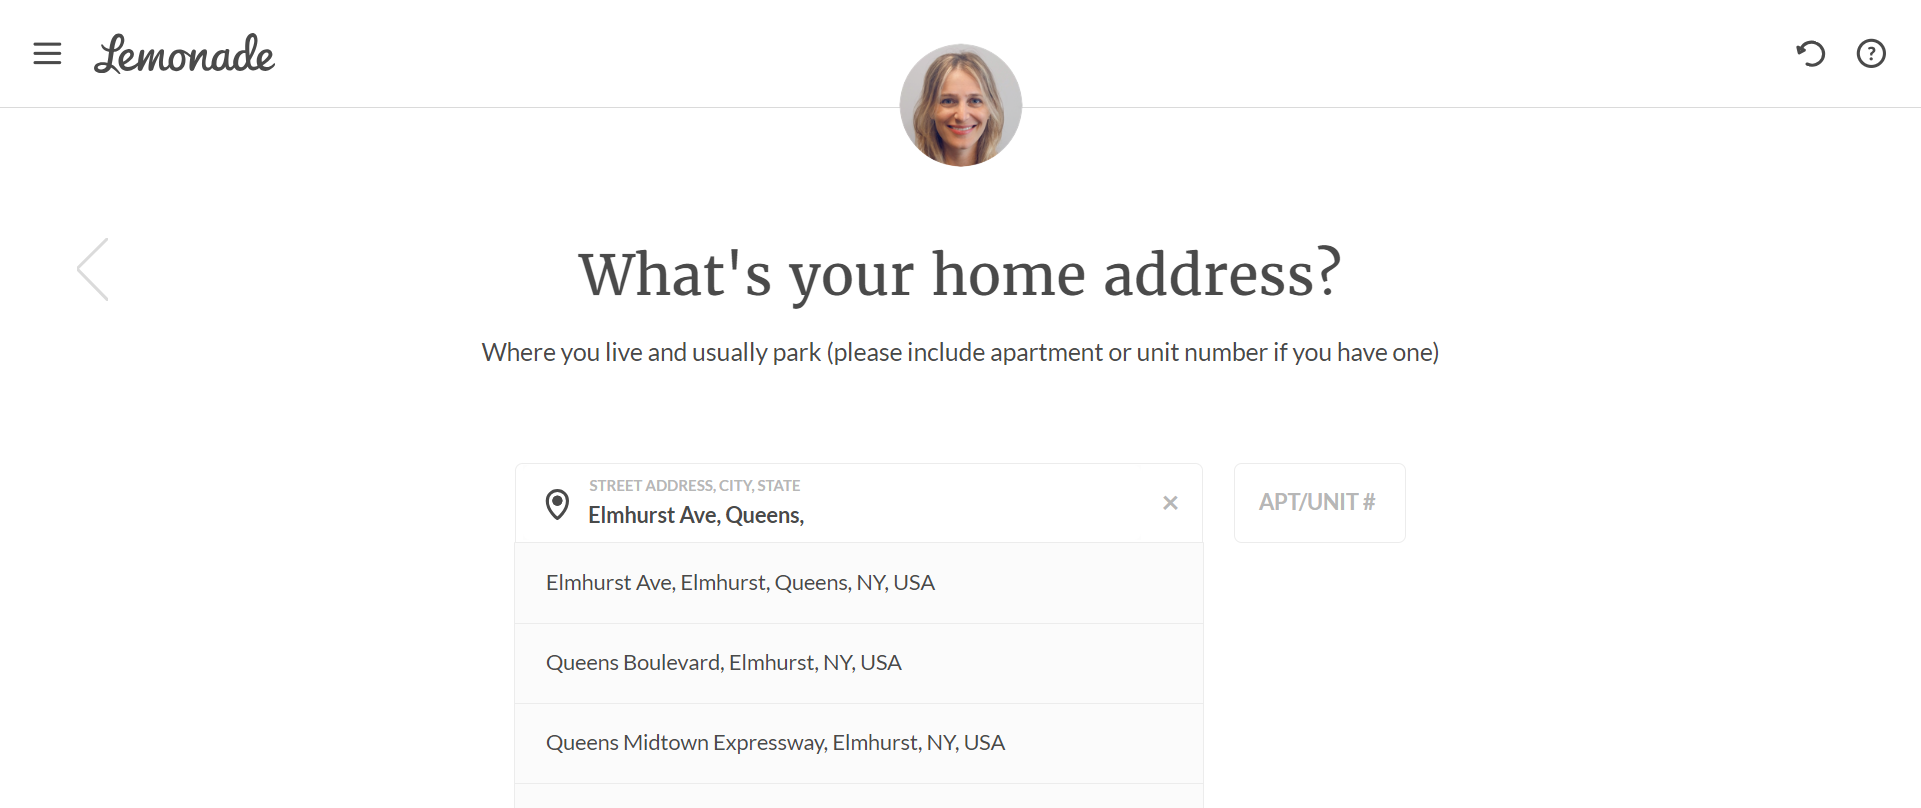 Lemonade
What's your home address?
Where you live and usually park (please include apartment or unit number if you have one)
STREET ADDRESS, CITY, STATE
Elmhurst Ave, Queens,
APT/UNIT #
Elmhurst Ave, Elmhurst, Queens, NY, USA
Queens Boulevard, Elmhurst, NY, USA
Queens Midtown Expressway, Elmhurst, NY, USA